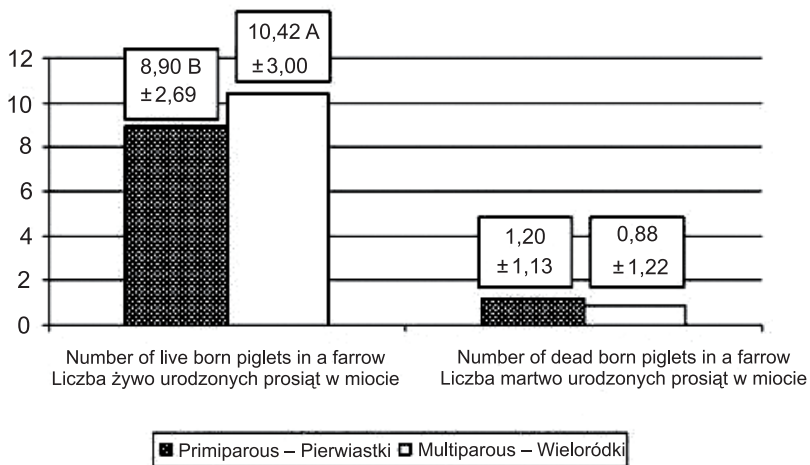 10,42 A
±3,00
8,90 B
±2,69
12
10
8
6
4
2
0
1,20
±1,13
0,88
±1,22
Number of live born piglets in a farrow
Liczba żywo urodzonych prosiąt w miocie
Number of dead born piglets in a farrow
Liczba martwo urodzonych prosiąt w miocie
Primiparous – Pierwiastki Multiparous – Wieloródki